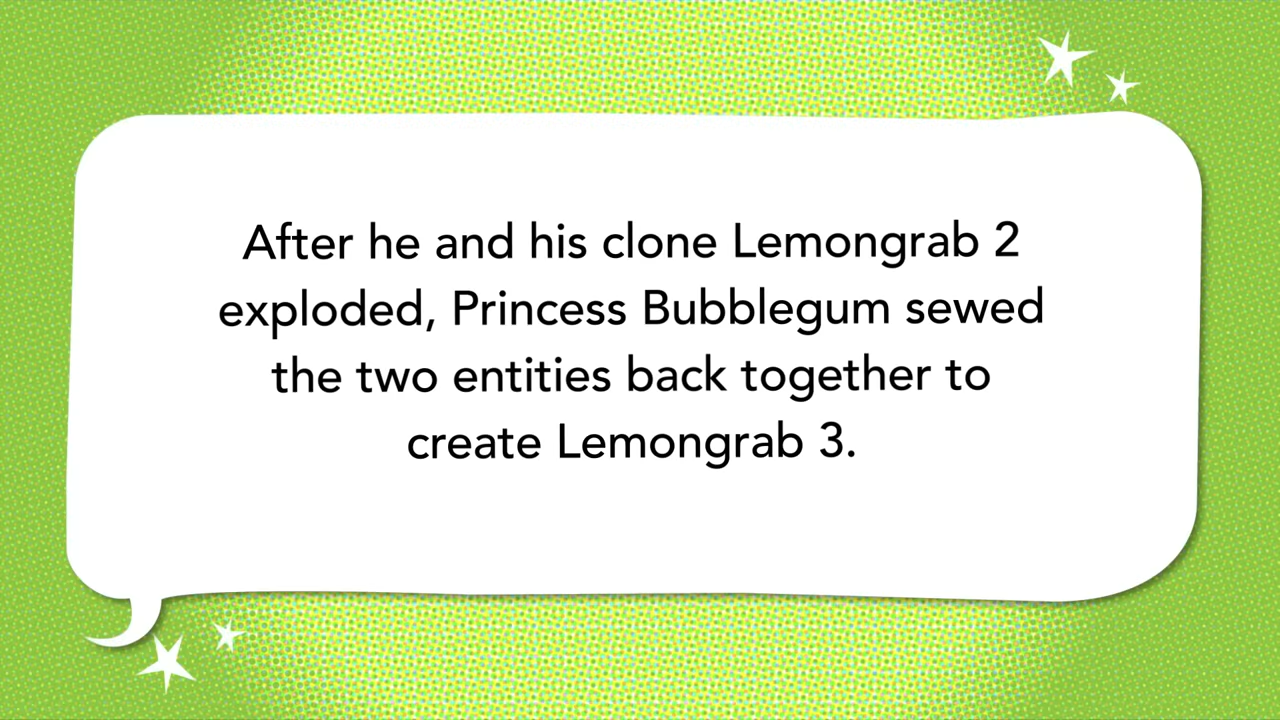 After he and his clone Lemongrab 2
exploded, Princess Bubblegum sewed
the two entities back together to
create Lemongrab 3.